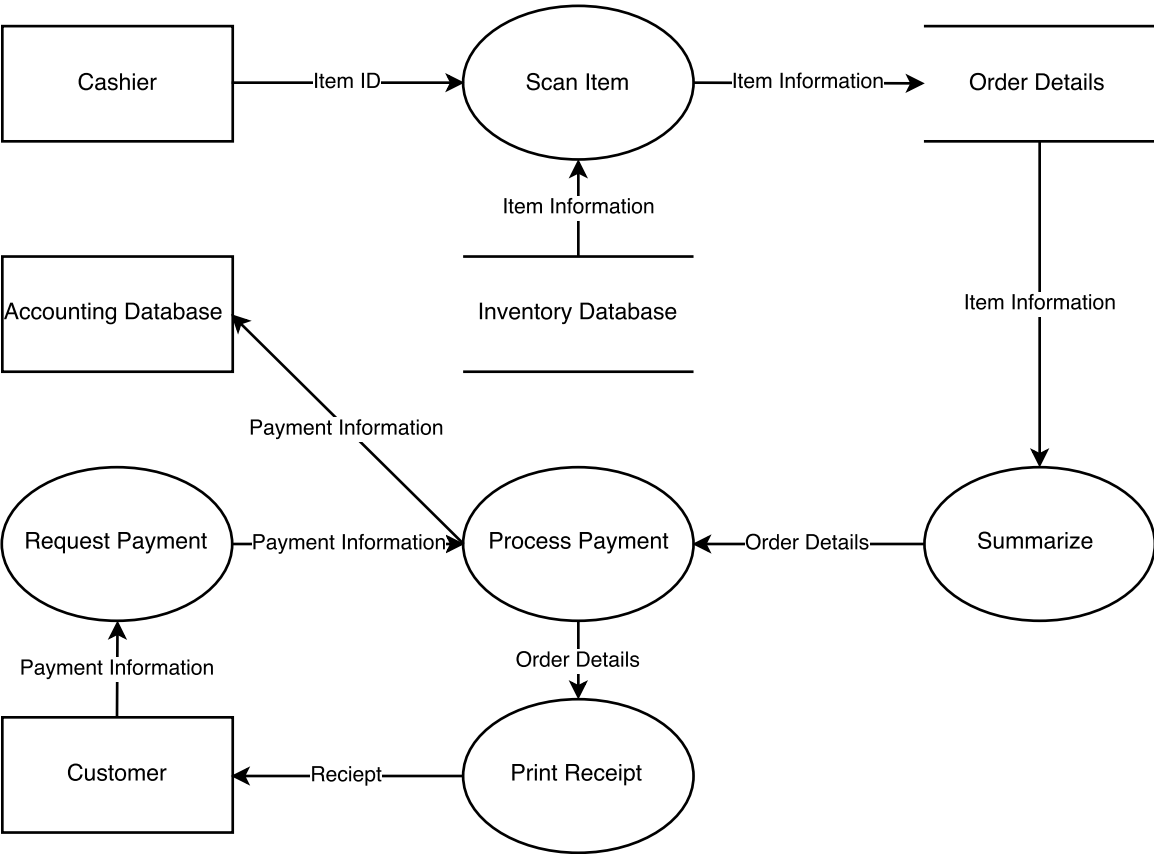 Cashier
Item ID
Scan Item
Item Information
Order Details
Item Information
Accounting Database
Inventory Database
Item Information
Payment Information
Request Payment
Payment Information
Process Payment
Order Details
Summarize
Payment Information
Order Details
Customer
Reciept
Print Receipt